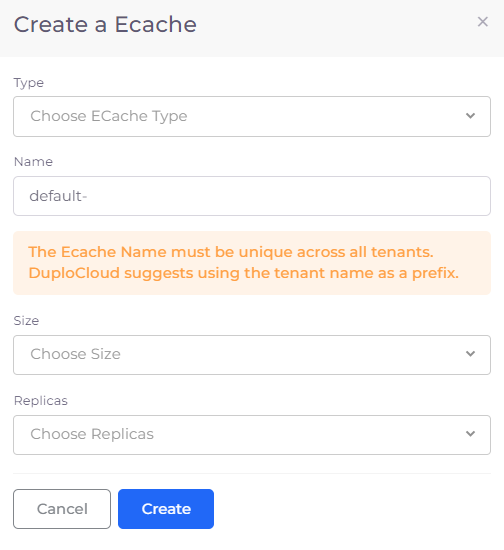 Create a Ecache
×
Type
Choose ECache Type
Name
default-
The Ecache Name must be unique across all tenants.
DuploCloud suggests using the tenant name as a prefix.
Size
Choose Size
Replicas
Choose Replicas
Cancel
Create